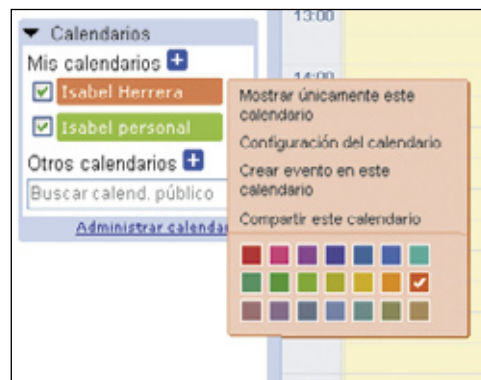 Calendarios
Mis calendarios
Isabel Herrera
Isabel personal
Otros calendarios
Buscar calend. público
Administrar calenda
13:00
14:00
Mostrar únicamente este
calendario
Configuración del calendario
Crear evento en este
calendario
Compartir este calendario